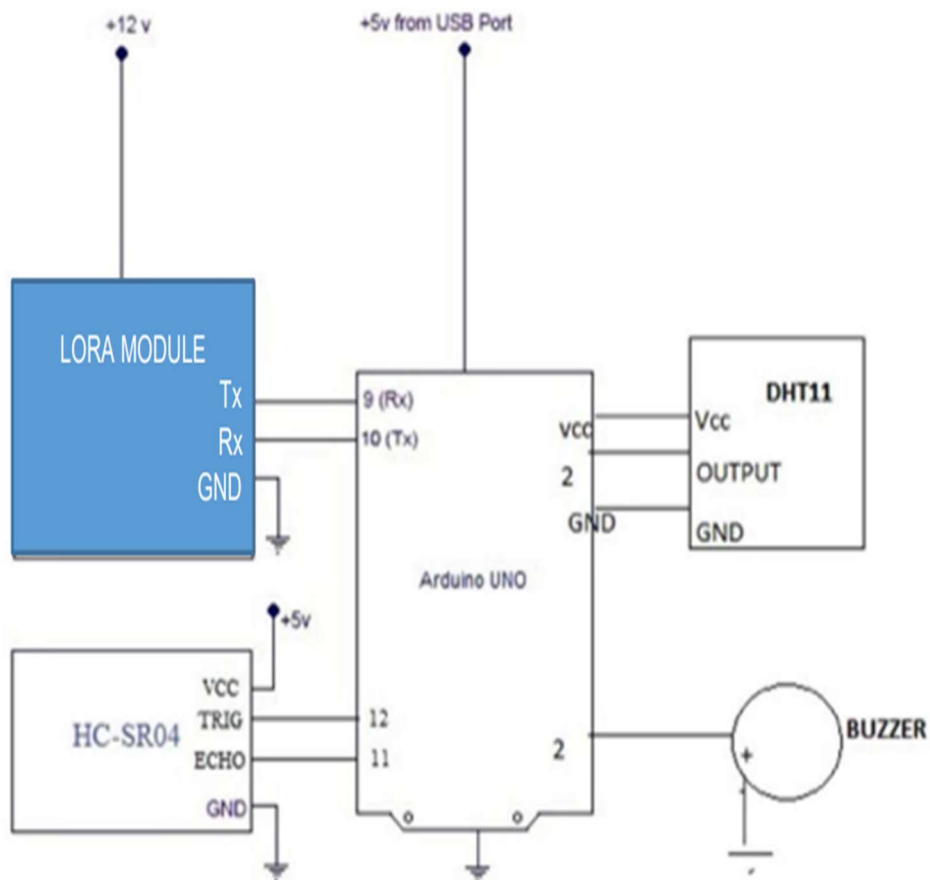 +12 v
+5v from USB Port
LORA MODULE
Tx
Rx
GND
9 (Rx)
10 (Tx)
vcc
2
GND
DHT11
Vcc
OUTPUT
GND
Arduino UNO
+5v
HC-SR04
VCC
TRIG
ECHO
GND
12
11
2
+
BUZZER